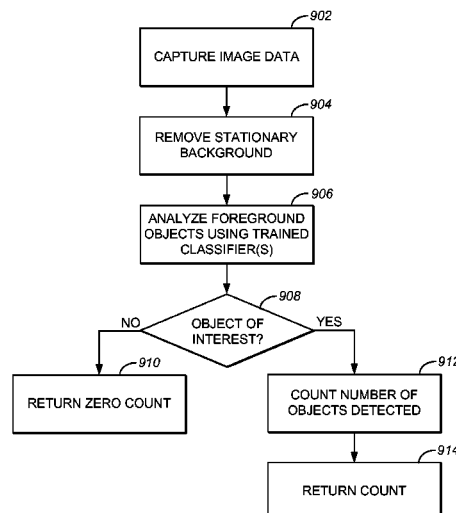 902
CAPTURE IMAGE DATA
904
REMOVE STATIONARY
BACKGROUND
906
ANALYZE FOREGROUND
OBJECTS USING TRAINED
CLASSIFIER(S)
908
NO
OBJECT OF
INTEREST?
YES
910
RETURN ZERO COUNT
912
COUNT NUMBER OF
OBJECTS DETECTED
914
RETURN COUNT